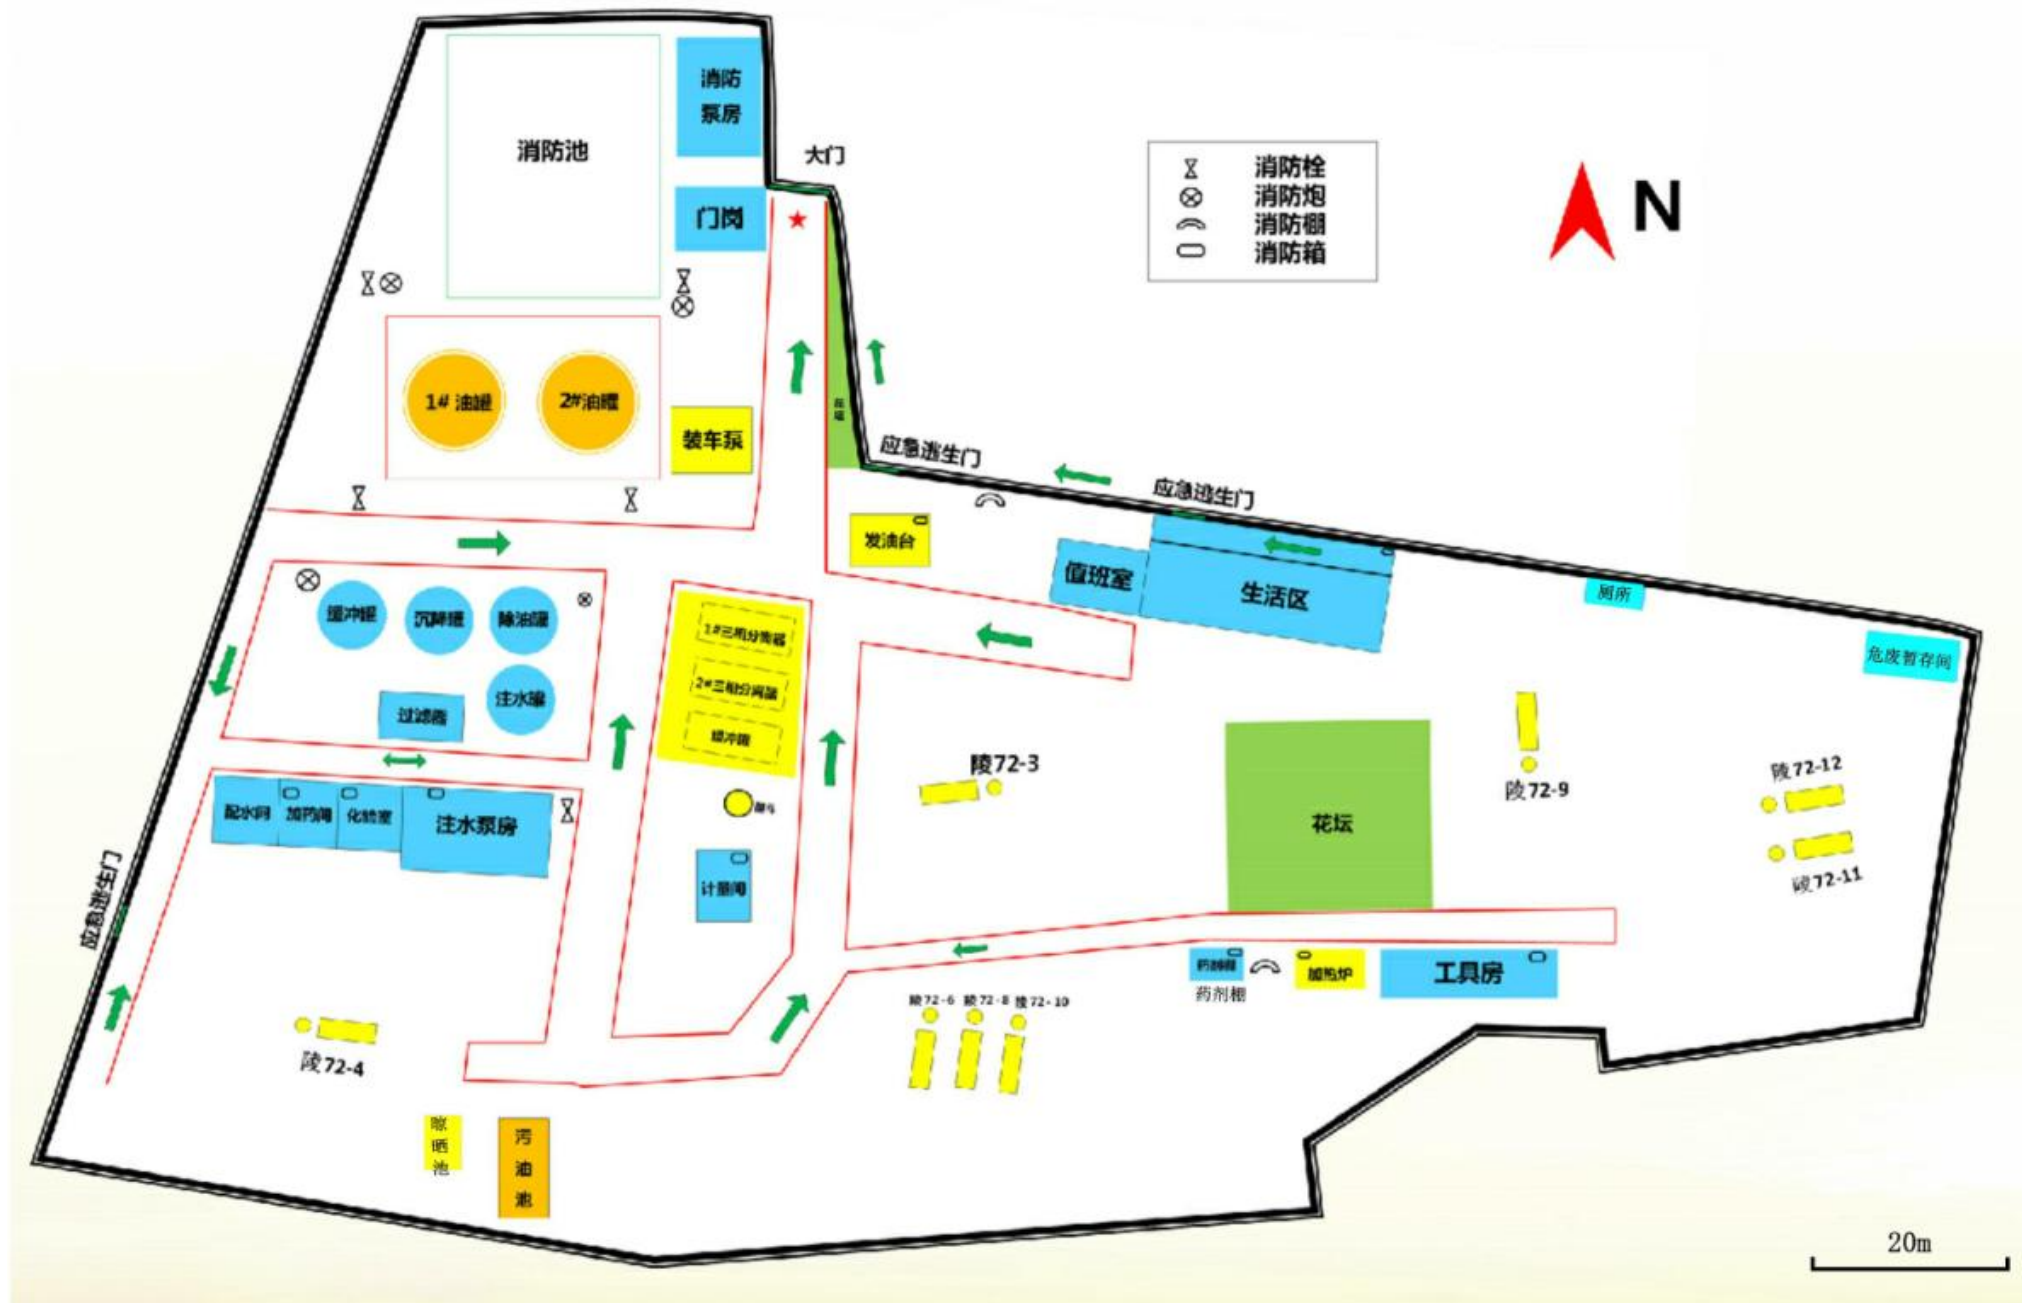 消防
泵房
消防池
大门
门岗
消防栓
消防炮
消防棚
消防箱
N
1#油罐
2#油罐
装车泵
应急逃生门
应急逃生门
发油台
值班室
生活区
厕所
危废暂存间
缓冲罐
沉降罐
除油罐
注水罐
过滤器
1#三相分离器
2#三相分离器
缓冲罐
陵72-3
陵72-9
陵72-12
陵72-11
花坛
配水间
加药间
化验室
注水泵房
计量间
应急逃生门
药剂棚
药剂棚
加热炉
工具房
陵72-6
陵72-8
陵72-10
陵72-4
晾
晒
池
污
油
池
20m